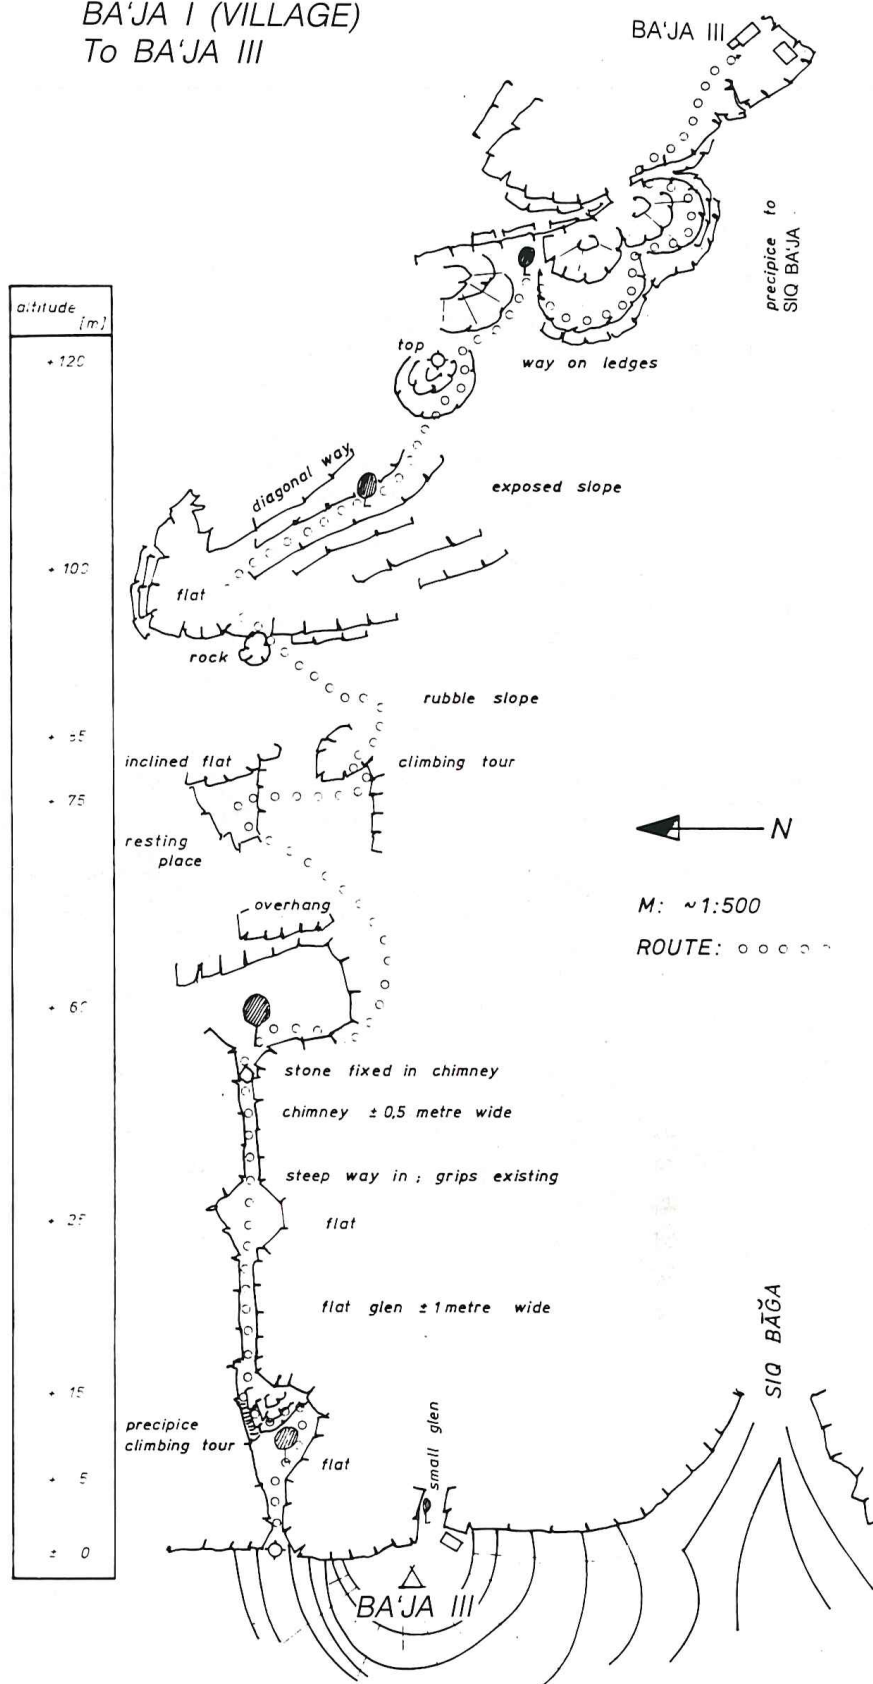 BA‘JA I (VILLAGE)
To BA‘JA III
BA‘JA III
precipice to
SIQ BA‘JA
altitude
[m]
+ 120
top
way on ledges
diagonal way
exposed slope
+ 100
flat
rock
rubble slope
inclined flat
climbing tour
+ 75
resting
place
N
overhang
M: ~1:500
ROUTE:
stone fixed in chimney
chimney ± 0,5 metre wide
steep way in ; grips existing
flat
flat glen ± 1 metre wide
SIQ BĀǦA
+ 15
precipice
climbing tour
small glen
flat
+ 5
± 0
BA‘JA III